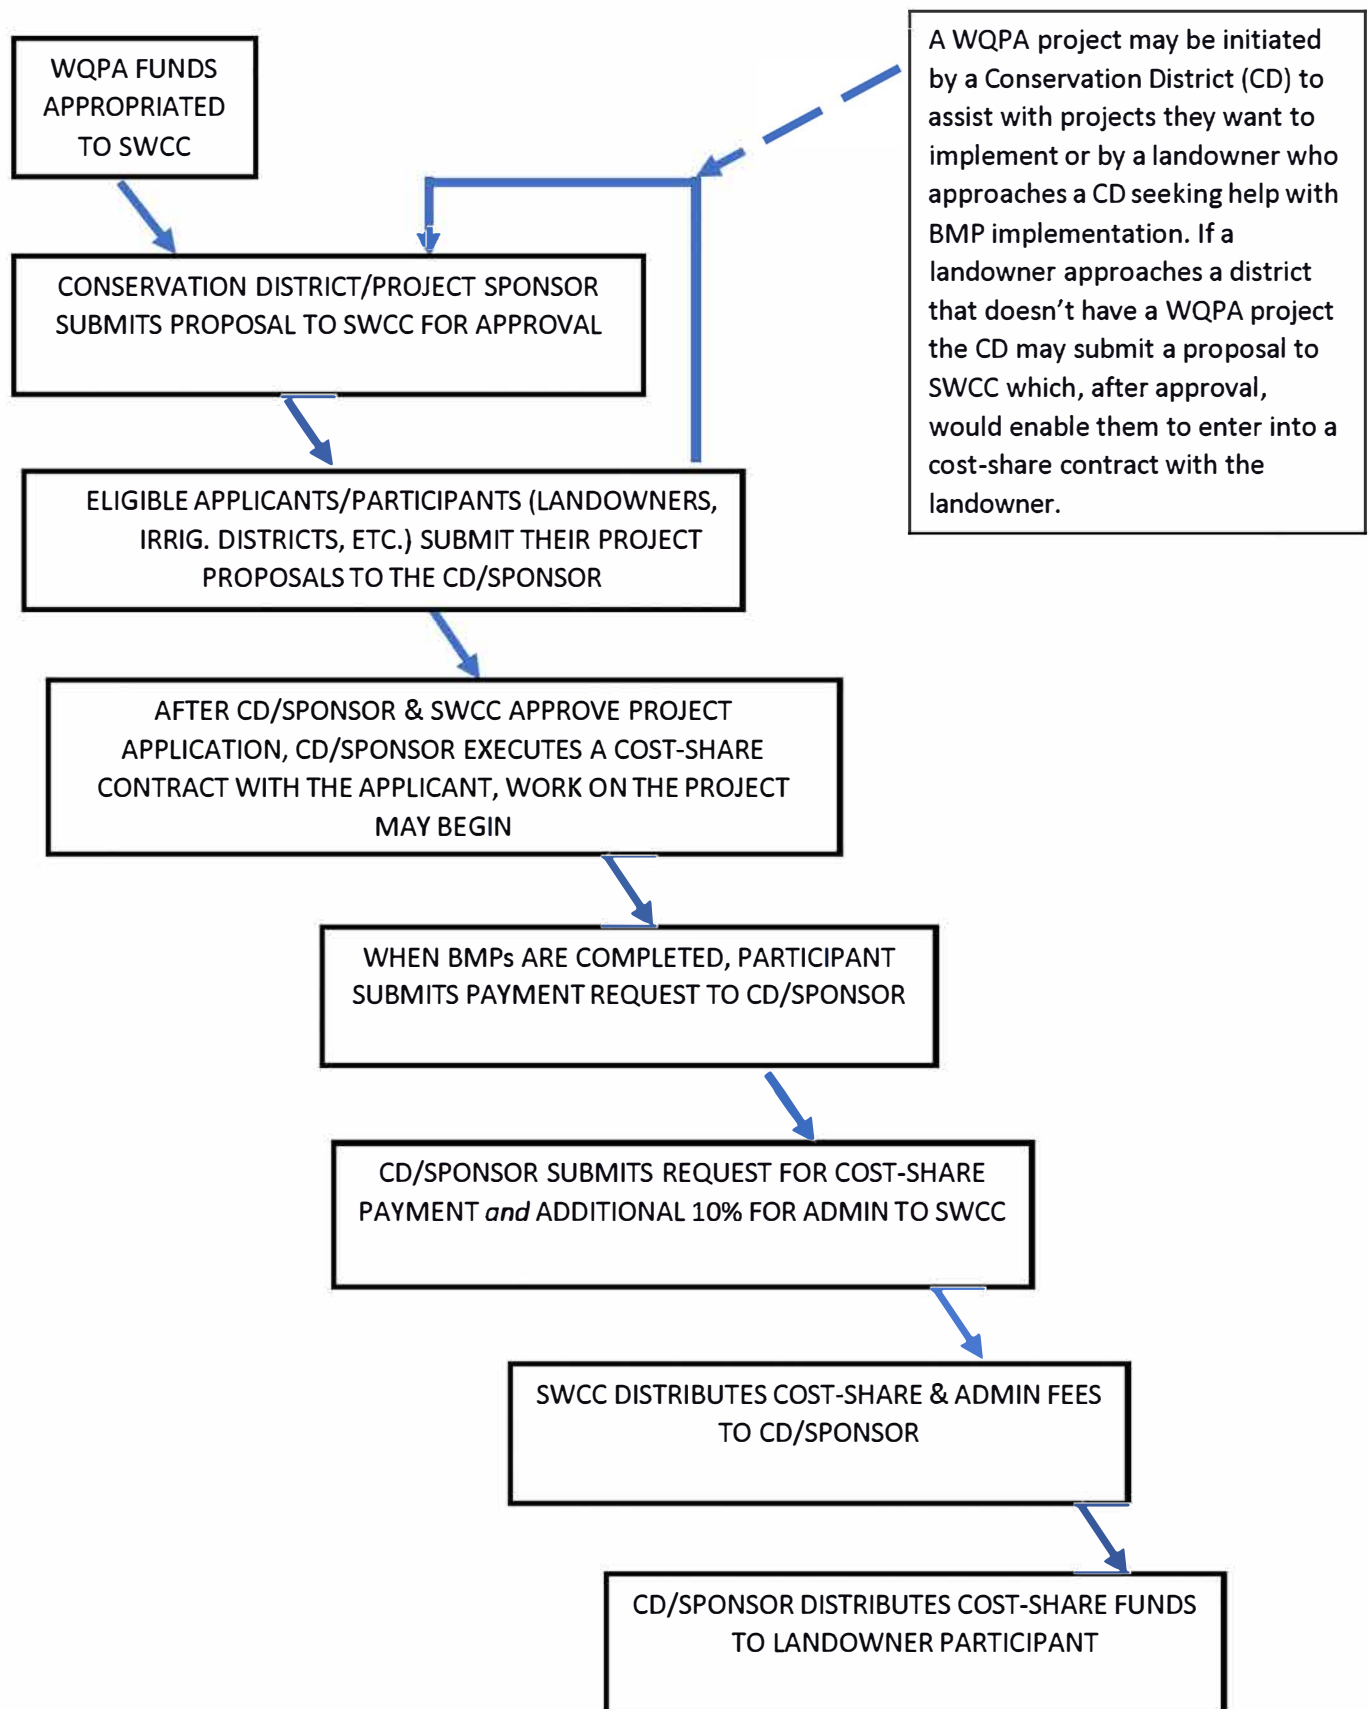 WQPA FUNDS
APPROPRIATED
TO SWCC
A WQPA project may be initiated
by a Conservation District (CD) to
assist with projects they want to
implement or by a landowner who
approaches a CD seeking help with
BMP implementation. If a
landowner approaches a district
that doesn’t have a WQPA project
the CD may submit a proposal to
SWCC which, after approval,
would enable them to enter into a
cost-share contract with the
landowner.
CONSERVATION DISTRICT/PROJECT SPONSOR
SUBMITS PROPOSAL TO SWCC FOR APPROVAL
ELIGIBLE APPLICANTS/PARTICIPANTS (LANDOWNERS,
IRRIG. DISTRICTS, ETC.) SUBMIT THEIR PROJECT
PROPOSALS TO THE CD/SPONSOR
AFTER CD/SPONSOR & SWCC APPROVE PROJECT
APPLICATION, CD/SPONSOR EXECUTES A COST-SHARE
CONTRACT WITH THE APPLICANT, WORK ON THE PROJECT
MAY BEGIN
WHEN BMPs ARE COMPLETED, PARTICIPANT
SUBMITS PAYMENT REQUEST TO CD/SPONSOR
CD/SPONSOR SUBMITS REQUEST FOR COST-SHARE
PAYMENT and ADDITIONAL 10% FOR ADMIN TO SWCC
SWCC DISTRIBUTES COST-SHARE & ADMIN FEES
TO CD/SPONSOR
CD/SPONSOR DISTRIBUTES COST-SHARE FUNDS
TO LANDOWNER PARTICIPANT